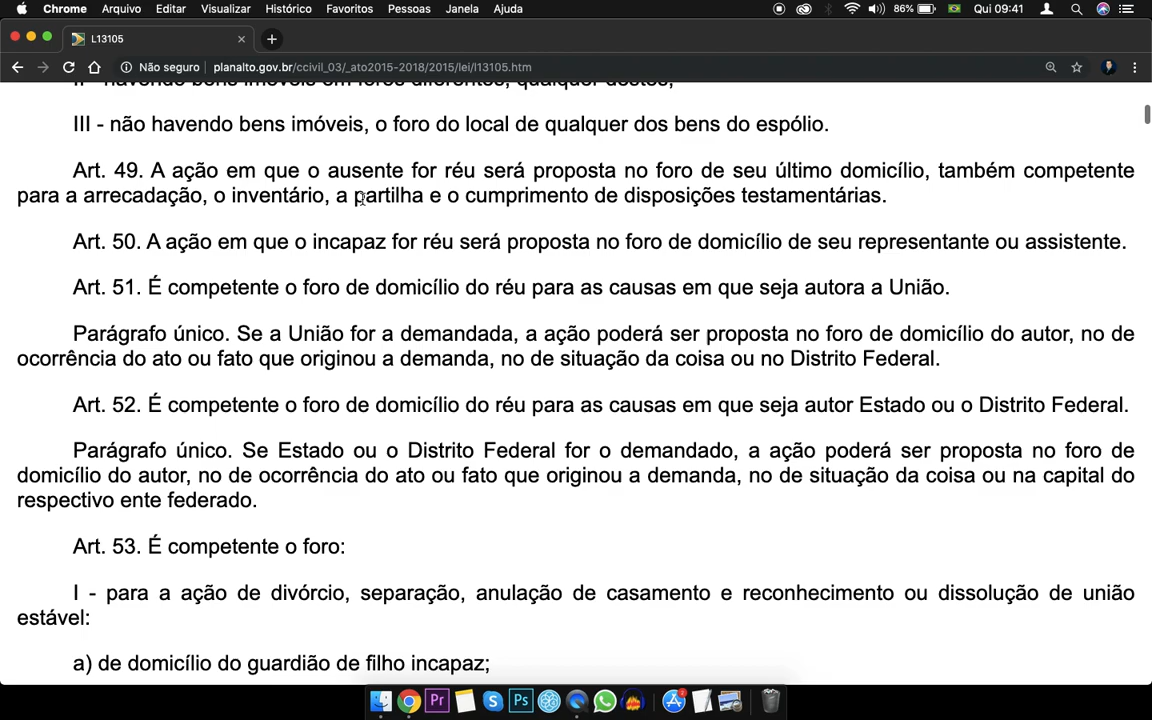 Chrome Arquivo Editar Visualizar Histórico Favoritos Pessoas Janela Ajuda 86% Qui 09:41
L13105
Não seguro planalto.gov.br/ccivil_03/_ato2015-2018/2015/lei/l13105.htm
II - havendo bens imóveis em foros diferentes, qualquer destes;
III - não havendo bens imóveis, o foro do local de qualquer dos bens do espólio.
Art. 49. A ação em que o ausente for réu será proposta no foro de seu último domicílio, também competente
para a arrecadação, o inventário, a partilha e o cumprimento de disposições testamentárias.
Art. 50. A ação em que o incapaz for réu será proposta no foro de domicílio de seu representante ou assistente.
Art. 51. É competente o foro de domicílio do réu para as causas em que seja autora a União.
Parágrafo único. Se a União for a demandada, a ação poderá ser proposta no foro de domicílio do autor, no de
ocorrência do ato ou fato que originou a demanda, no de situação da coisa ou no Distrito Federal.
Art. 52. É competente o foro de domicílio do réu para as causas em que seja autor Estado ou o Distrito Federal.
Parágrafo único. Se Estado ou o Distrito Federal for o demandado, a ação poderá ser proposta no foro de
domicílio do autor, no de ocorrência do ato ou fato que originou a demanda, no de situação da coisa ou na capital do
respectivo ente federado.
Art. 53. É competente o foro:
I - para a ação de divórcio, separação, anulação de casamento e reconhecimento ou dissolução de união
estável:
a) de domicílio do guardião de filho incapaz;
Pr Ps